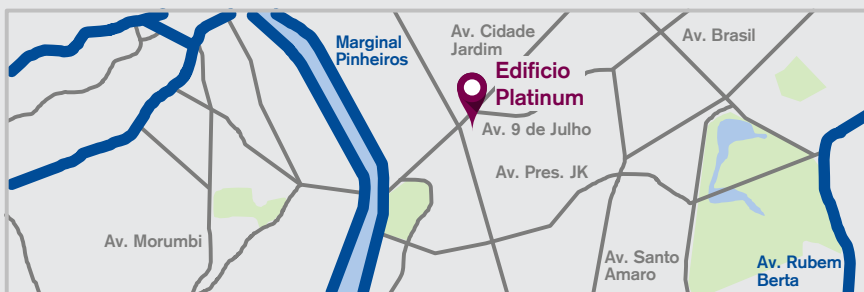 Av. Cidade
Jardim
Av. Brasil
Marginal
Pinheiros
Edificio
Platinum
Av. 9 de Julho
Av. Pres. JK
Av. Morumbi
Av. Santo
Amaro
Av. Rubem
Berta